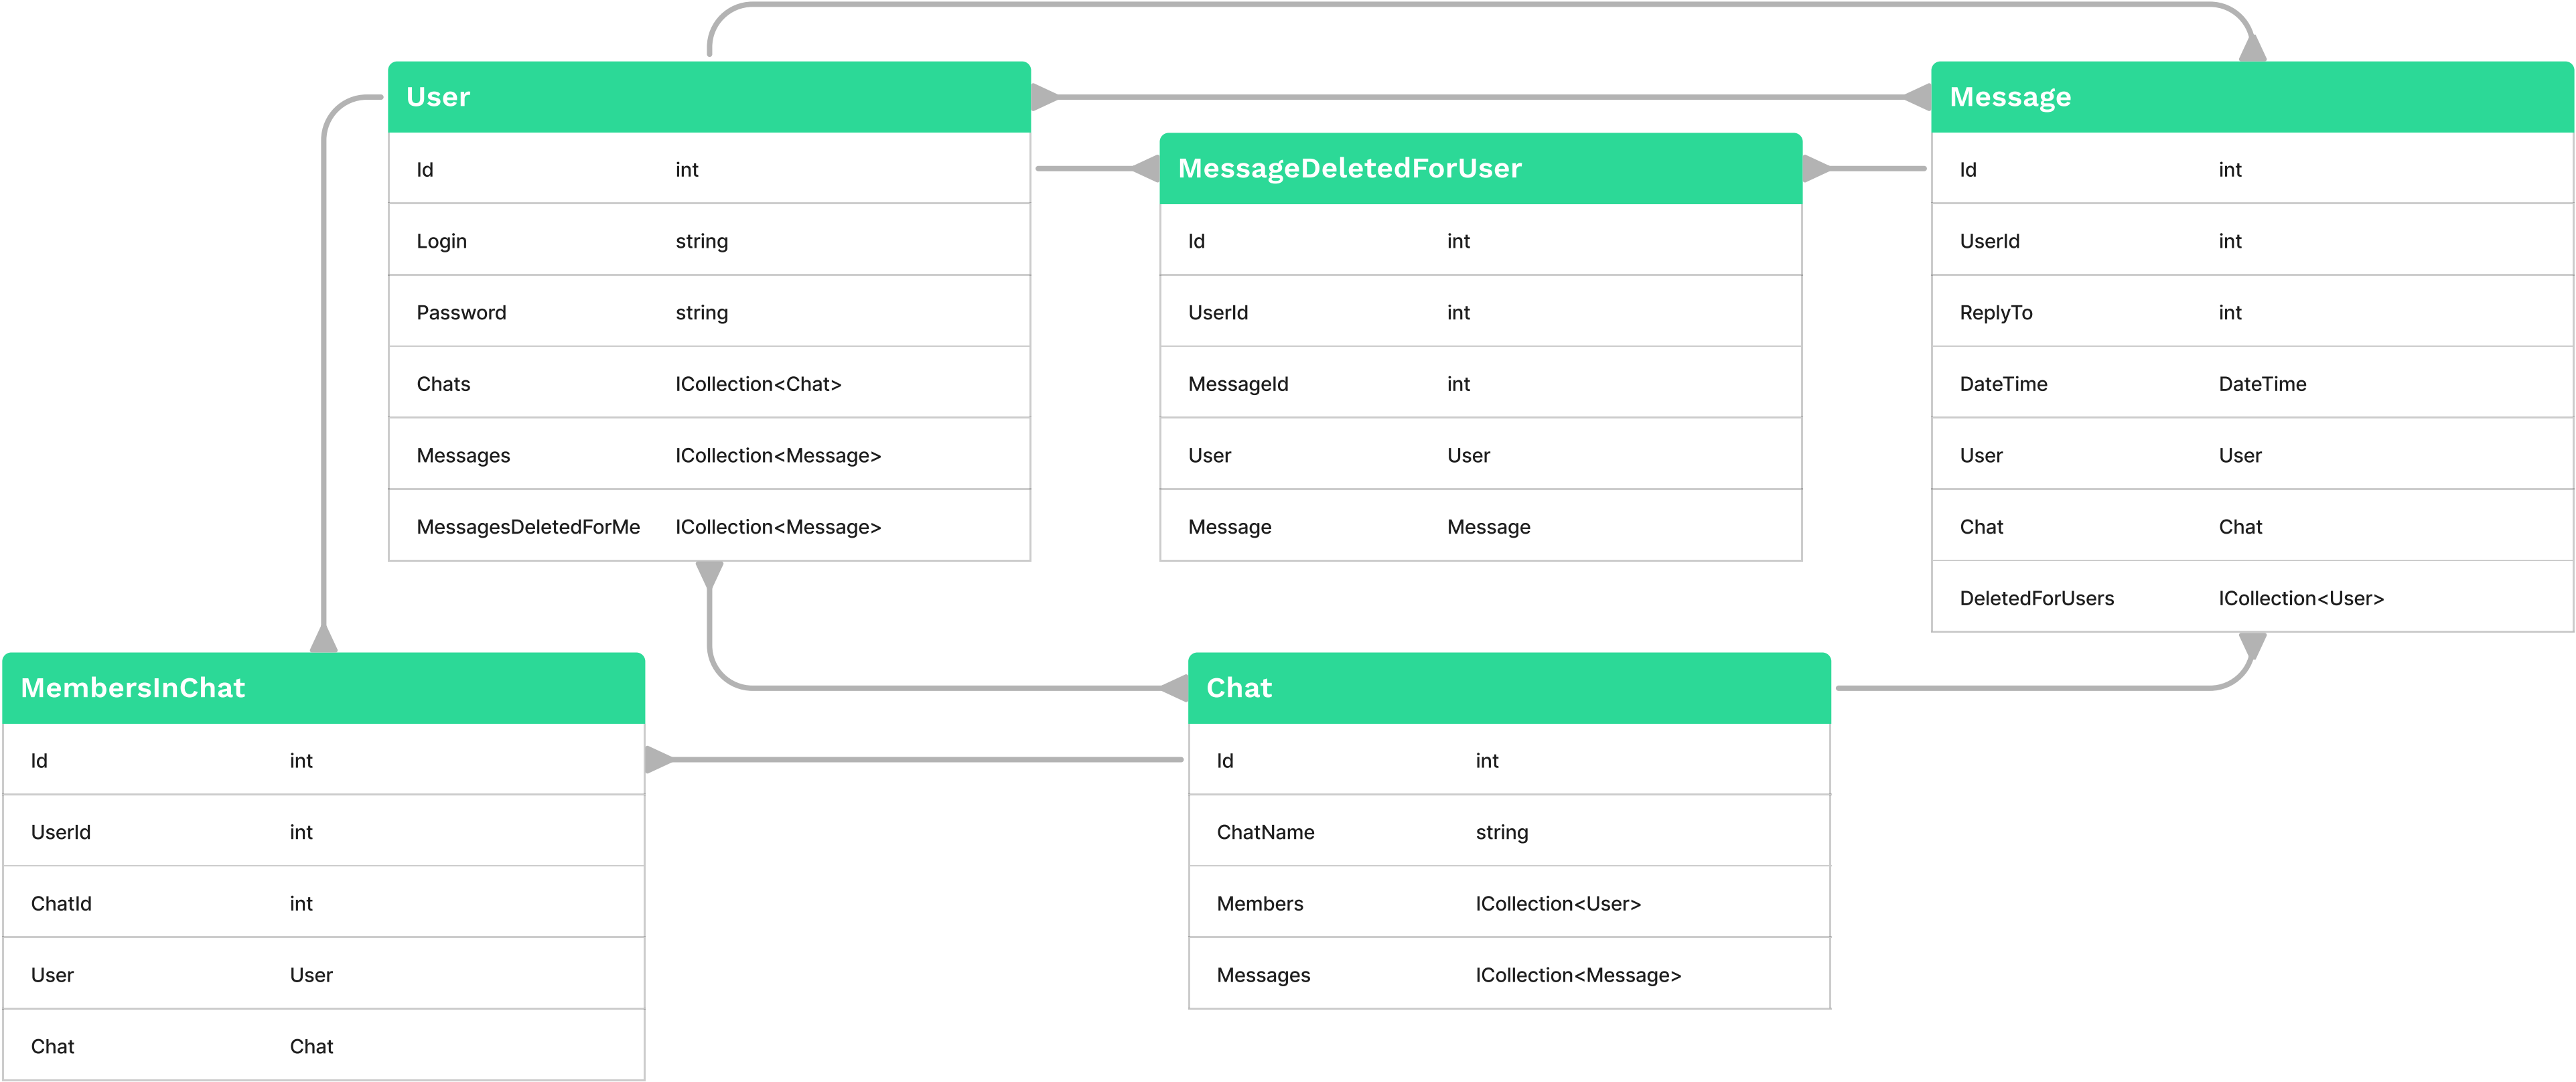 User
Id int
Login string
Password string
Chats ICollection<Chat>
Messages ICollection<Message>
MessagesDeletedForMe ICollection<Message>
MessageDeletedForUser
Id int
UserId int
MessageId int
User User
Message Message
Message
Id int
UserId int
ReplyTo int
DateTime DateTime
User User
Chat Chat
DeletedForUsers ICollection<User>
MembersInChat
Id int
UserId int
ChatId int
User User
Chat Chat
Chat
Id int
ChatName string
Members ICollection<User>
Messages ICollection<Message>